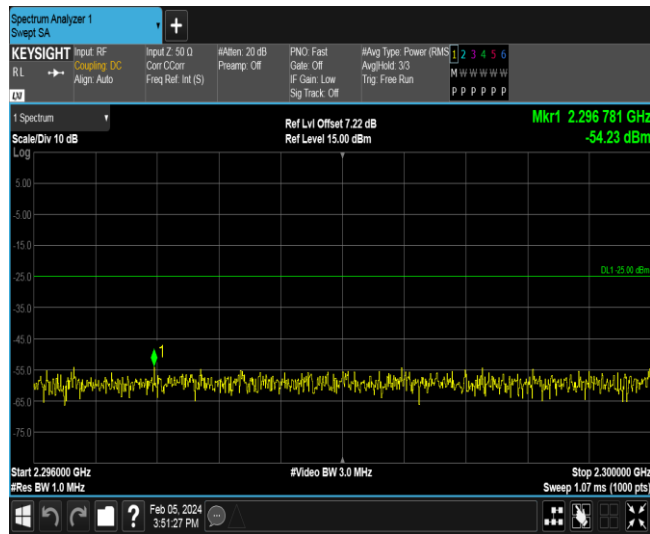 Spectrum Analyzer 1
Swept SA
KEYSIGHT
RL
LXI
Input: RF
Coupling: DC
Align: Auto
Input Z: 50 Ω
Corr CCorr
Freq Ref: Int (S)
#Atten: 20 dB
Preamp: Off
PNO: Fast
Gate: Off
IF Gain: Low
Sig Track: Off
#Avg Type: Power (RMS
Avg|Hold: 3/3
Trig: Free Run
1 2 3 4 5 6
M W W W W W
P P P P P P
1 Spectrum
Scale/Div 10 dB
Log
Ref Lvl Offset 7.22 dB
Ref Level 15.00 dBm
Mkr1 2.296 781 GHz
-54.23 dBm
5.00
-5.00
-15.0
-25.0
DL1 -25.00 dBm
-35.0
-45.0
1
-55.0
-65.0
-75.0
Start 2.296000 GHz
#Res BW 1.0 MHz
#Video BW 3.0 MHz
Stop 2.300000 GHz
Sweep 1.07 ms (1000 pts)
?
Feb 05, 2024
3:51:27 PM